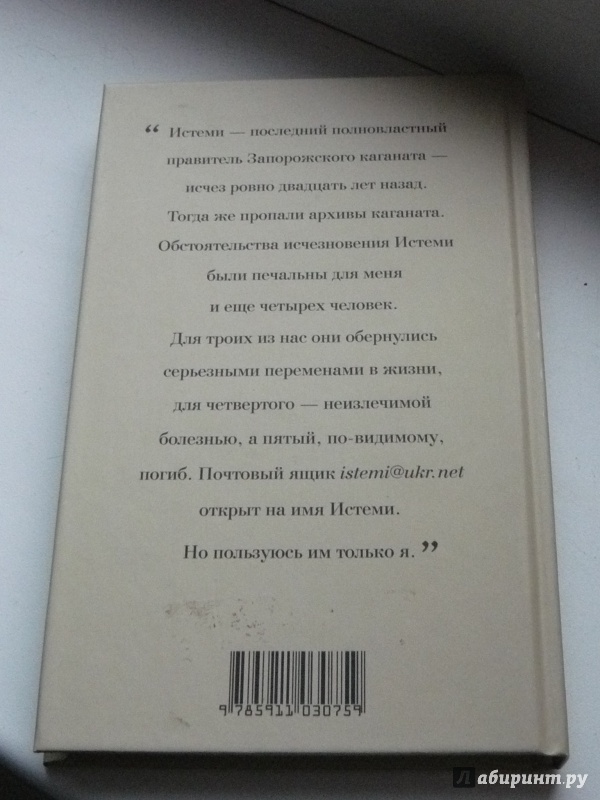 “ Истеми — последний полновластный
правитель Запорожского каганата —
исчез ровно двадцать лет назад.
Тогда же пропали архивы каганата.
Обстоятельства исчезновения Истеми
были печальны для меня
и еще четырех человек.
Для троих из нас они обернулись
серьезными переменами в жизни,
для четвертого — неизлечимой
болезнью, а пятый, по-видимому,
погиб. Почтовый ящик istemi@ukr.net
открыт на имя Истеми.
Но пользуюсь им только я. ”
9 785911 030759
Лабиринт.ру